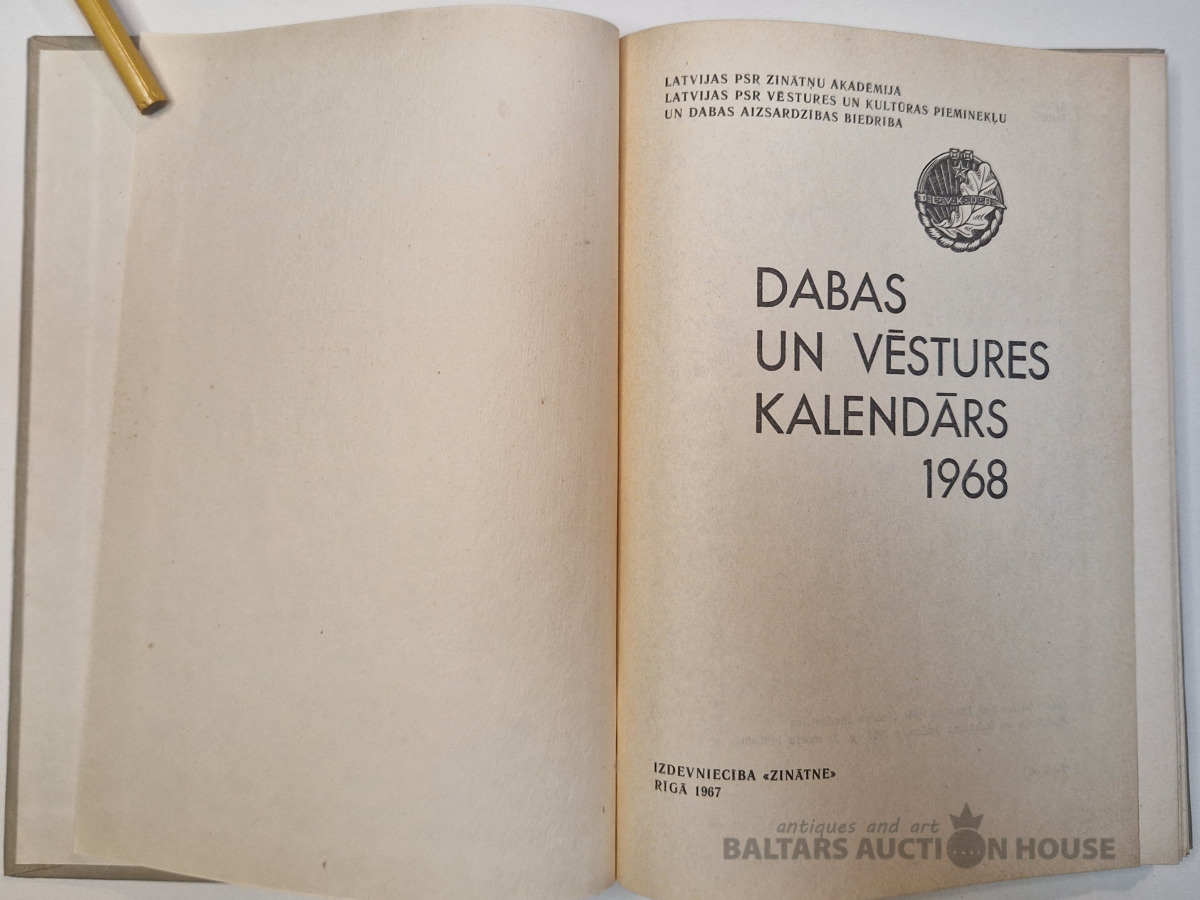 LATVIJAS PSR ZINĀTŅU AKADĒMIJA
LATVIJAS PSR VĒSTURES UN KULTŪRAS PIEMINEKĻU
UN DABAS AIZSARDZĪBAS BIEDRĪBA
DABAS
UN VĒSTURES
KALENDĀRS
1968
IZDEVNIECĪBA «ZINĀTNE»
RĪGĀ 1967
antiques and art
BALTARS AUCTION HOUSE